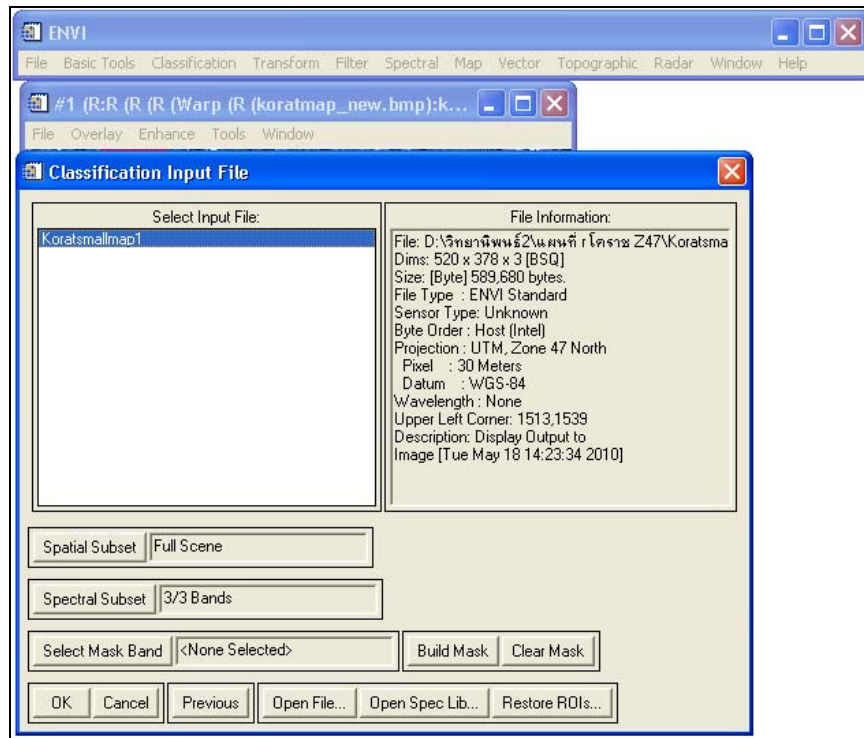 ENVI
File Basic Tools Classification Transform Filter Spectral Map Vector Topographic Radar Window Help
#1 (R:R (R (R (Warp (R (koratmap_new.bmp):k...
File Overlay Enhance Tools Window
Classification Input File
Select Input File:
Koratsmallmap1
File Information:
File: D:\วิทยานิพนธ์2\แผนที่ โคราช Z47\Koratsma
Dims: 520 x 378 x 3 [BSQ]
Size: [Byte] 589,680 bytes.
File Type : ENVI Standard
Sensor Type: Unknown
Byte Order : Host (Intel)
Projection : UTM, Zone 47 North
Pixel : 30 Meters
Datum : WGS-84
Wavelength : None
Upper Left Corner: 1513,1539
Description: Display Output to
Image [Tue May 18 14:23:34 2010]
Spatial Subset Full Scene
Spectral Subset 3/3 Bands
Select Mask Band <None Selected> Build Mask Clear Mask
OK Cancel Previous Open File... Open Spec Lib... Restore ROIs...